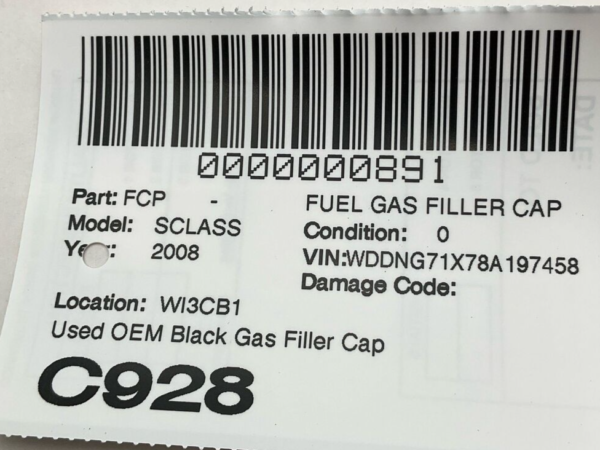 0000000891
Part: FCP - FUEL GAS FILLER CAP
Model: SCLASS Condition: 0
Year: 2008 VIN:WDDNG71X78A197458
Damage Code:
Location: WI3CB1
Used OEM Black Gas Filler Cap
C928